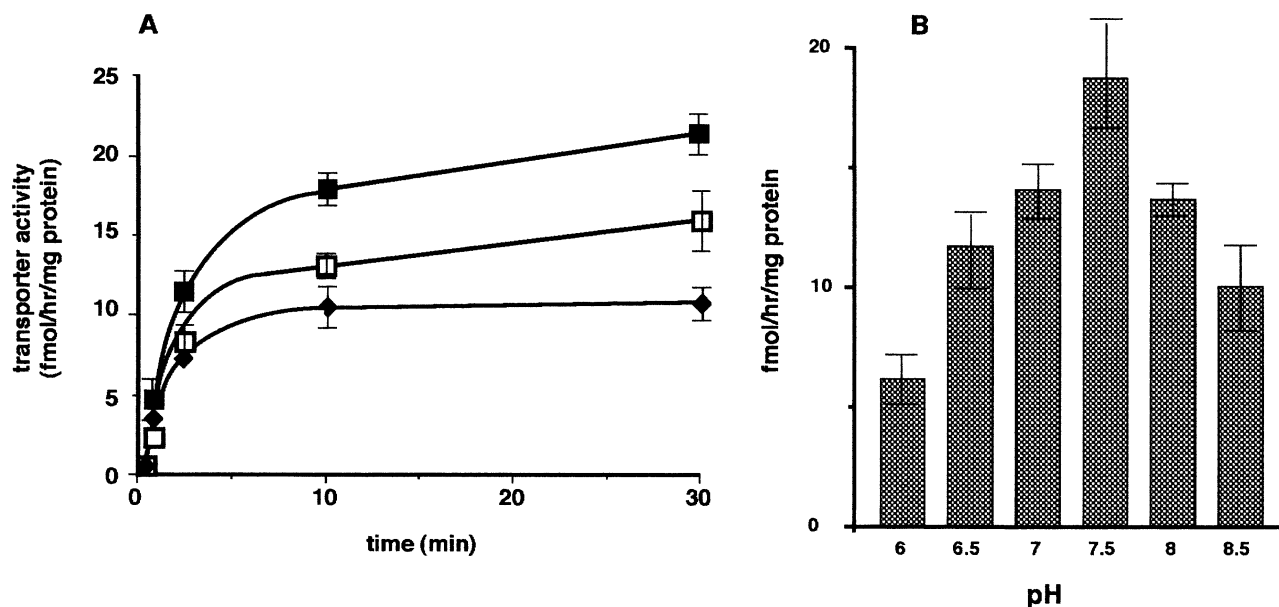 A
25
20
15
10
5
0
transporter activity
(fmol/hr/mg protein)
0 10 20 30
time (min)
B
20
10
0
fmol/hr/mg protein
6 6.5 7 7.5 8 8.5
pH